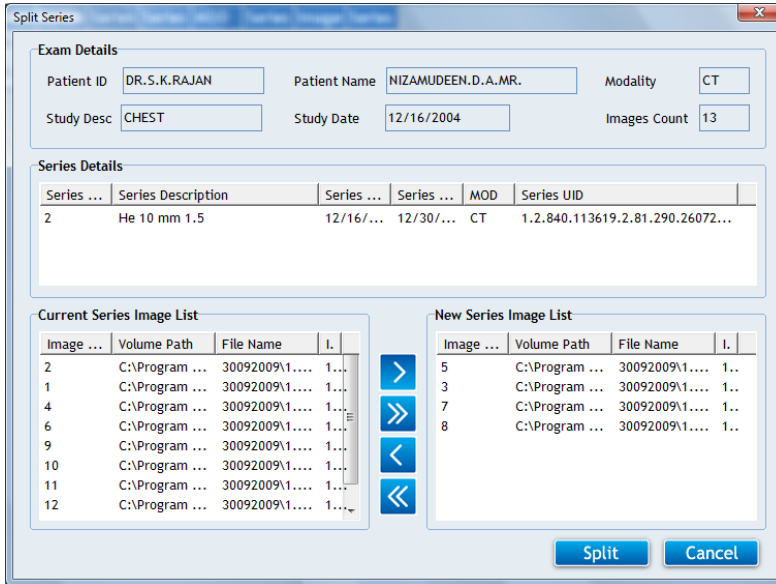 Split Series
Exam Details
Patient ID DR.S.K.RAJAN Patient Name NIZAMUDEEN.D.A.MR. Modality CT
Study Desc CHEST Study Date 12/16/2004 Images Count 13
Series Details
Series ... Series Description Series ... Series ... MOD Series UID
2 He 10 mm 1.5 12/16/... 12/30/... CT 1.2.840.113619.2.81.290.26072...
Current Series Image List
Image ... Volume Path File Name I.
2 C:\Program ... 30092009\1.... 1...
1 C:\Program ... 30092009\1.... 1...
4 C:\Program ... 30092009\1.... 1...
6 C:\Program ... 30092009\1.... 1...
9 C:\Program ... 30092009\1.... 1...
10 C:\Program ... 30092009\1.... 1...
11 C:\Program ... 30092009\1.... 1...
12 C:\Program ... 30092009\1.... 1...
New Series Image List
Image ... Volume Path File Name I.
5 C:\Program ... 30092009\1.... 1..
3 C:\Program ... 30092009\1.... 1..
7 C:\Program ... 30092009\1.... 1..
8 C:\Program ... 30092009\1.... 1..
Split Cancel